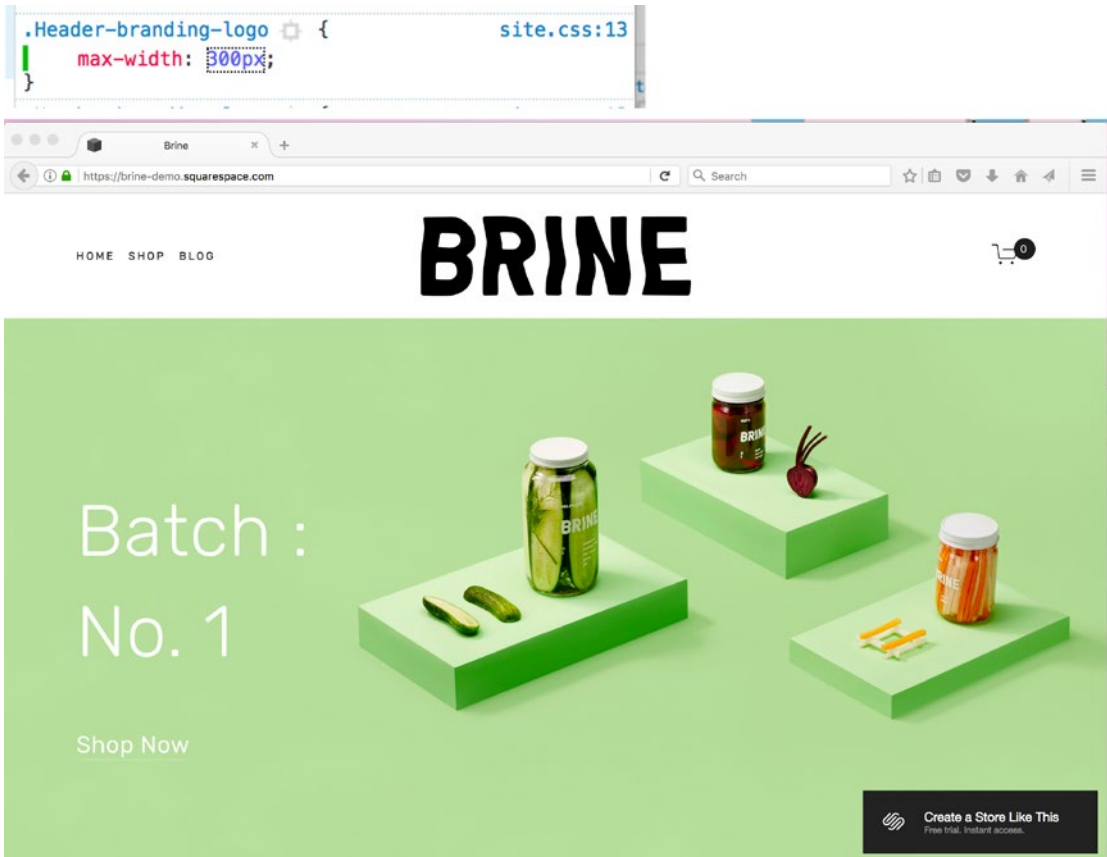 .Header-branding-logo { site.css:13
max-width: 300px;
}
Brine
https://brine-demo.squarespace.com
Search
HOME SHOP BLOG
BRINE
0
Batch :
No. 1
Shop Now
BRINE
BRINE
BRINE
Create a Store Like This
Free trial. Instant access.